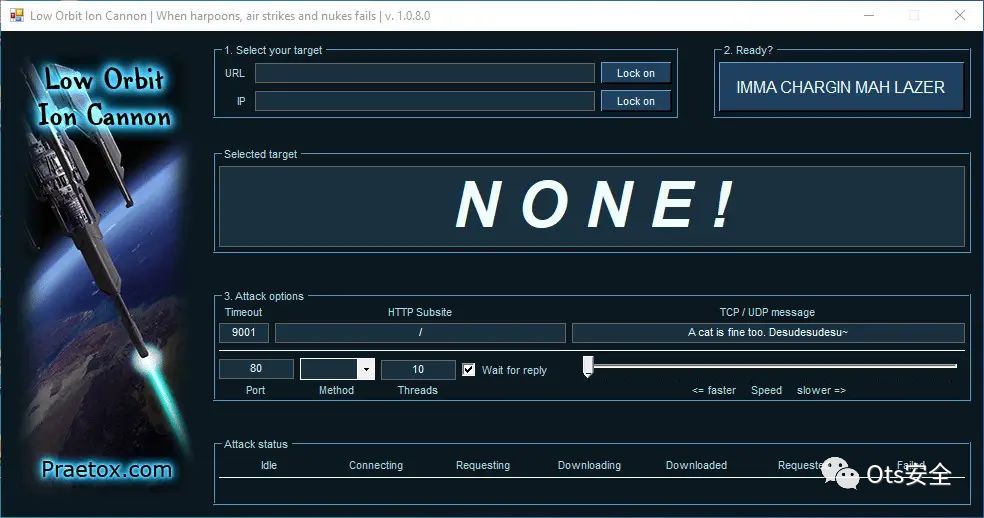 Low Orbit Ion Cannon | When harpoons, air strikes and nukes fails | v. 1.0.8.0
Low Orbit
Ion Cannon
Praetox.com
1. Select your target
URL
Lock on
IP
Lock on
2. Ready?
IMMA CHARGIN MAH LAZER
Selected target
NONE!
3. Attack options
Timeout HTTP Subsite TCP / UDP message
9001 / A cat is fine too. Desudesudesu~
80 10 Wait for reply
Port Method Threads <= faster Speed slower =>
Attack status
Idle Connecting Requesting Downloading Downloaded Requeste Failed
Ots安全